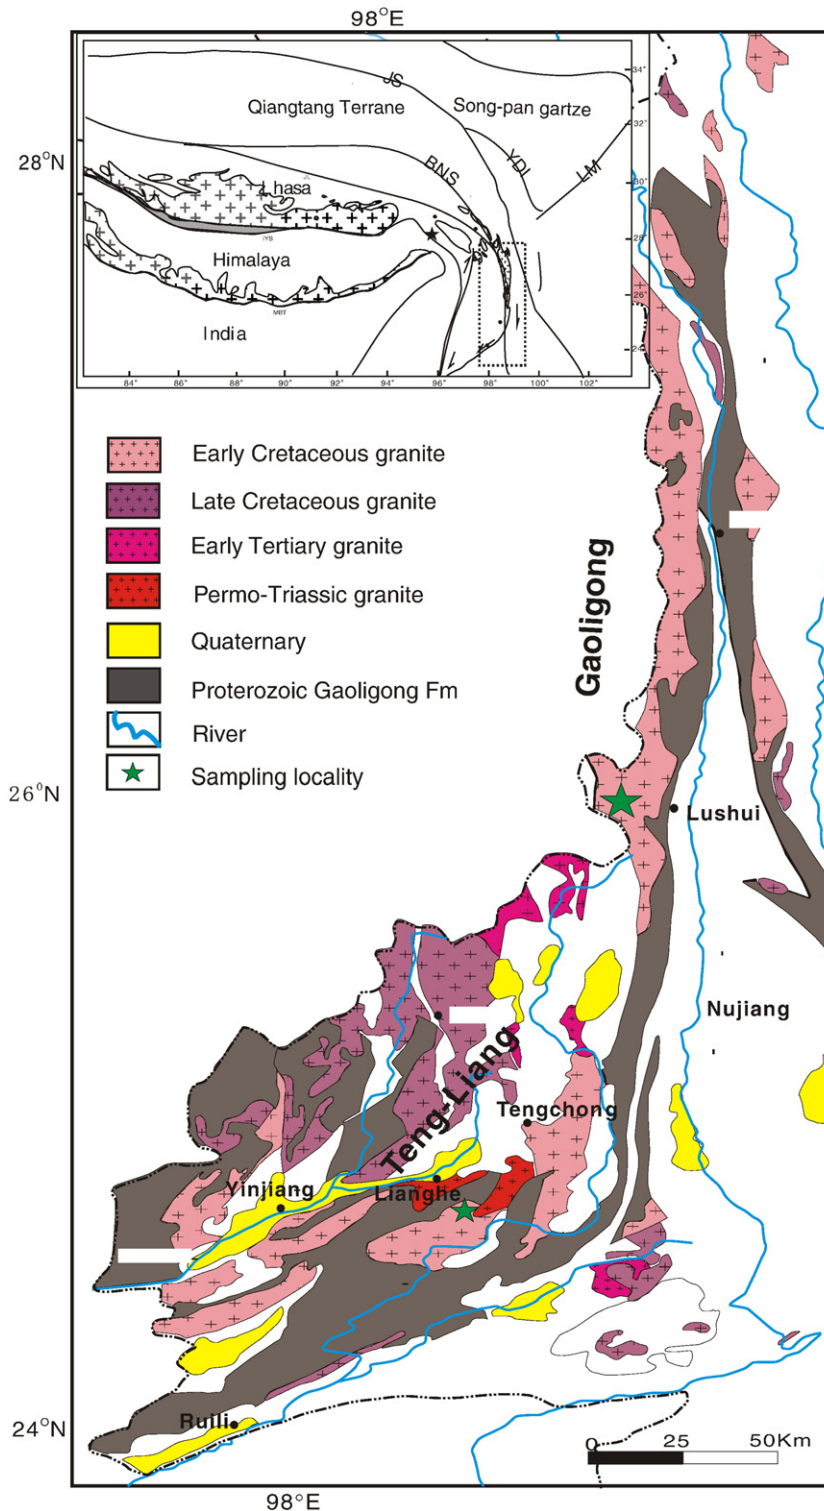 98°E
28°N
JS
Qiangtang Terrane
Song-pan gartze
BNS
YDL
LM
Lhasa
IYS
Himalaya
MBT
India
34°
32°
30°
28°
26°
24°
84°
86°
88°
90°
92°
94°
96°
98°
100°
102°
Early Cretaceous granite
Late Cretaceous granite
Early Tertiary granite
Permo-Triassic granite
Quaternary
Proterozoic Gaoligong Fm
River
Sampling locality
Gaoligong
26°N
Lushui
Nujiang
Teng-Liang
Tengchong
Yinjiang
Lianghe
Ruili
24°N
0 25 50Km
98°E